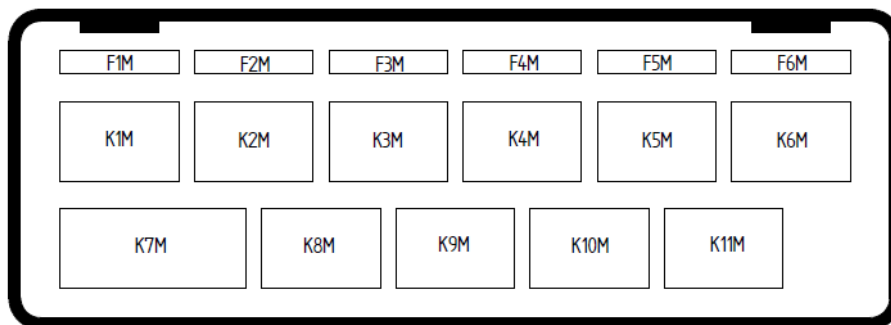 F1M F2M F3M F4M F5M F6M
K1M K2M K3M K4M K5M K6M
K7M K8M K9M K10M K11M